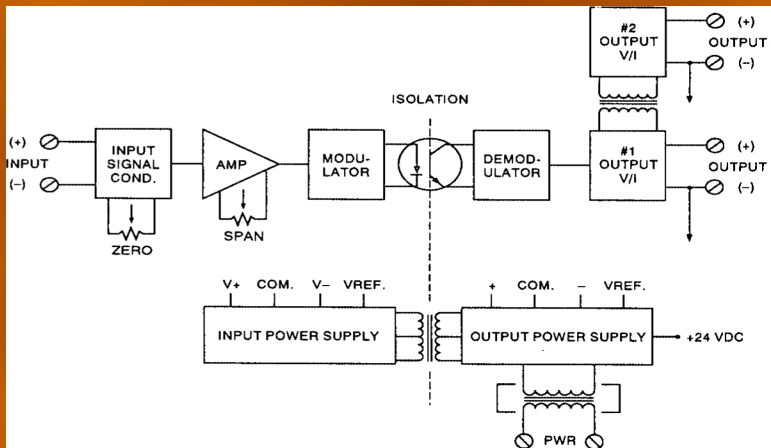 #2
OUTPUT
V/I
(+)
OUTPUT
(−)
ISOLATION
(+)
INPUT
(−)
INPUT
SIGNAL
COND.
ZERO
AMP
SPAN
MODU-
LATOR
DEMOD-
ULATOR
#1
OUTPUT
V/I
(+)
OUTPUT
(−)
V+ COM. V− VREF.
INPUT POWER SUPPLY
+ COM. − VREF.
OUTPUT POWER SUPPLY
+24 VDC
PWR